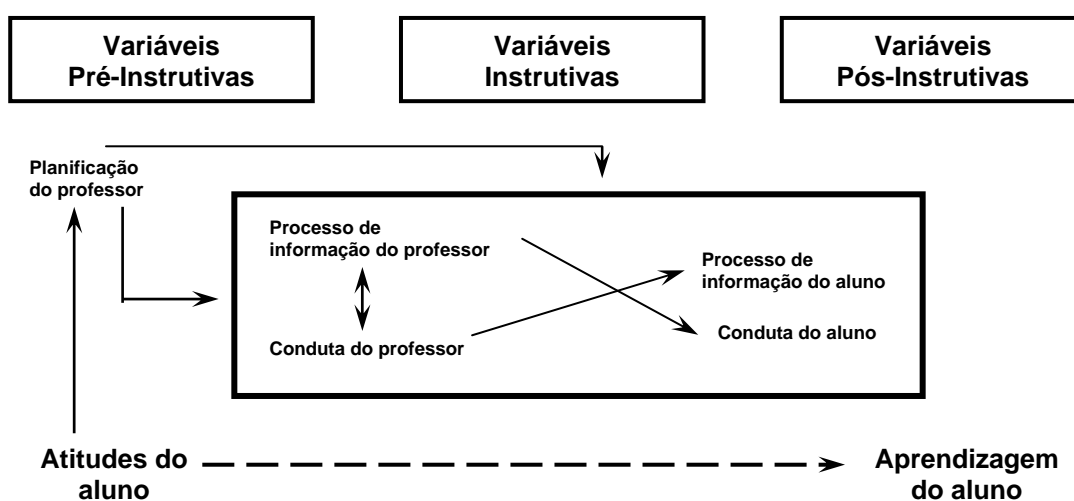 Variáveis
Pré-Instrutivas
Variáveis
Instrutivas
Variáveis
Pós-Instrutivas
Planificação
do professor
Processo de
informação do professor
Processo de
informação do aluno
Conduta do professor
Conduta do aluno
Atitudes do
aluno
Aprendizagem
do aluno